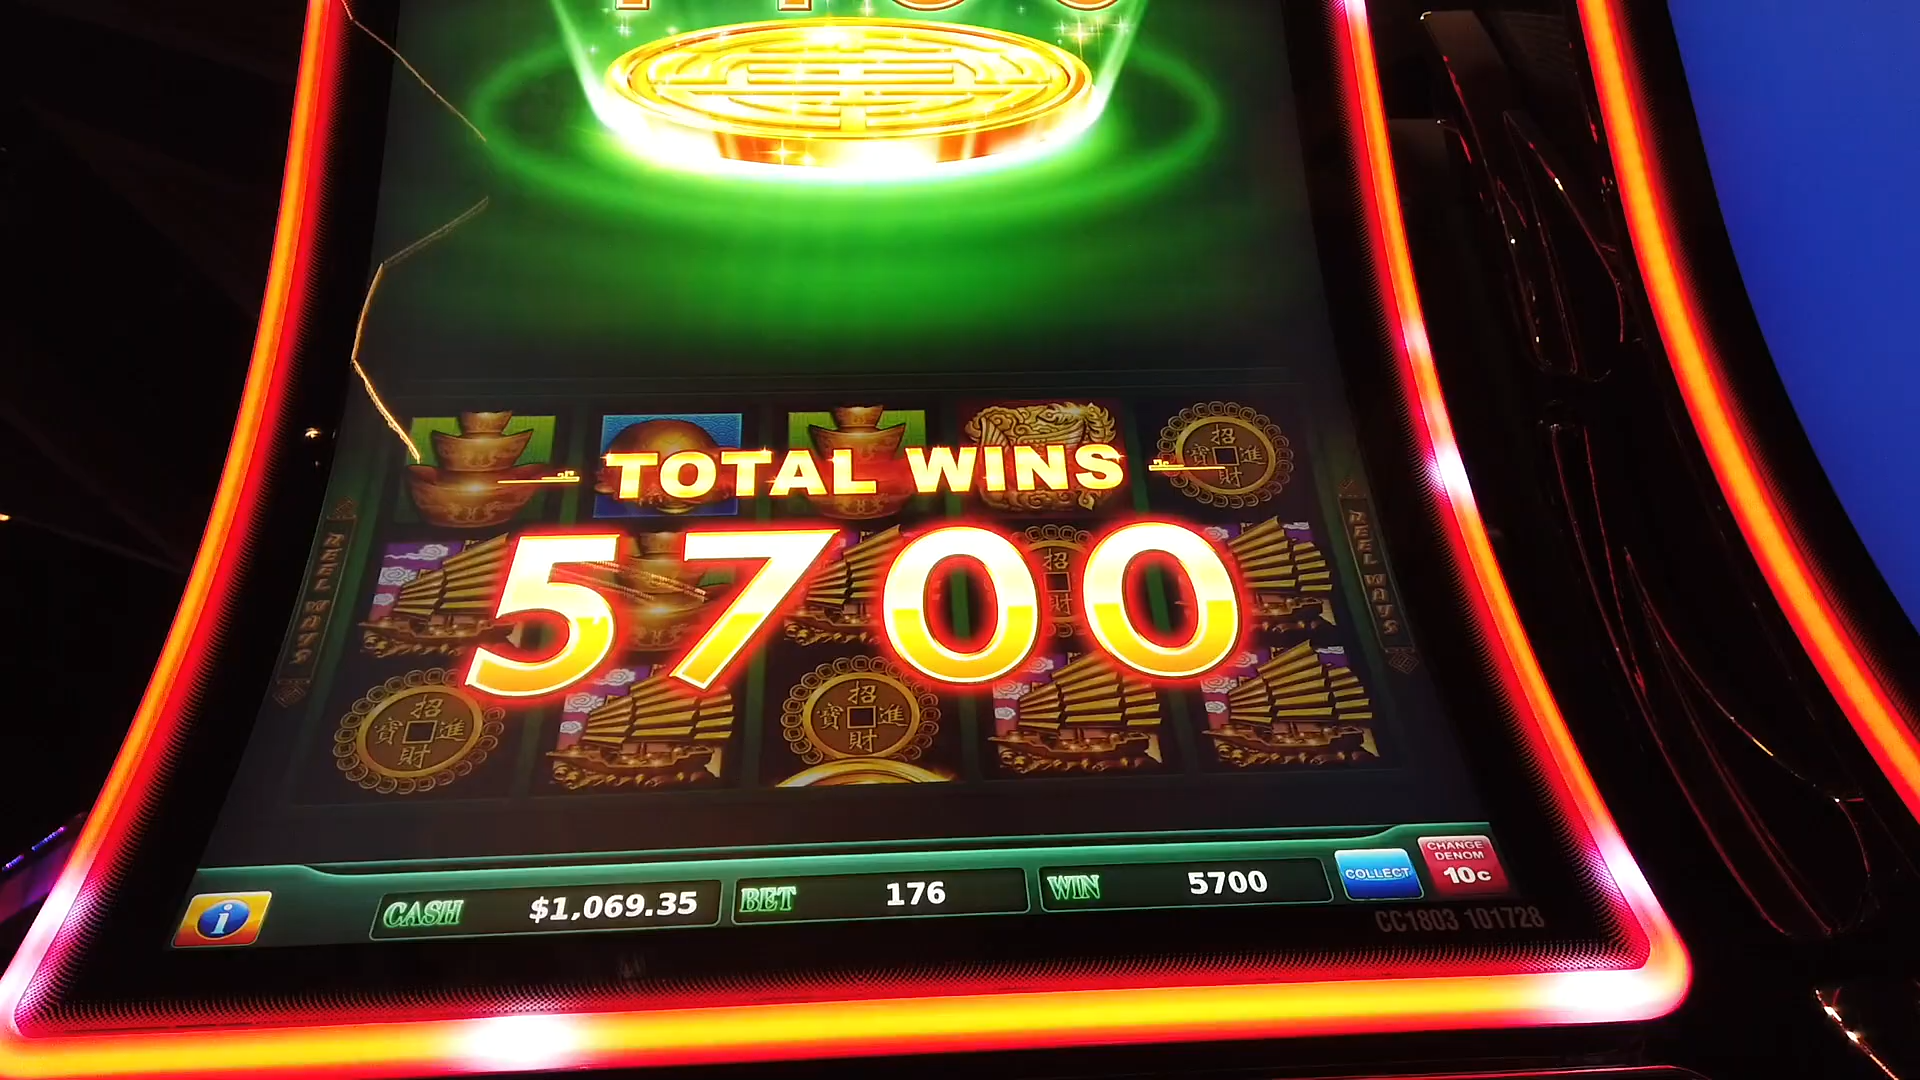 TOTAL WINS
5700
招
進
招
財
REEL WAYS
REEL WAYS
招
寶 進
財
招
寶 進
財
CASH $1,069.35 BET 176 WIN 5700
COLLECT
CHANGE
DENOM
10c
i
CC1803 101728